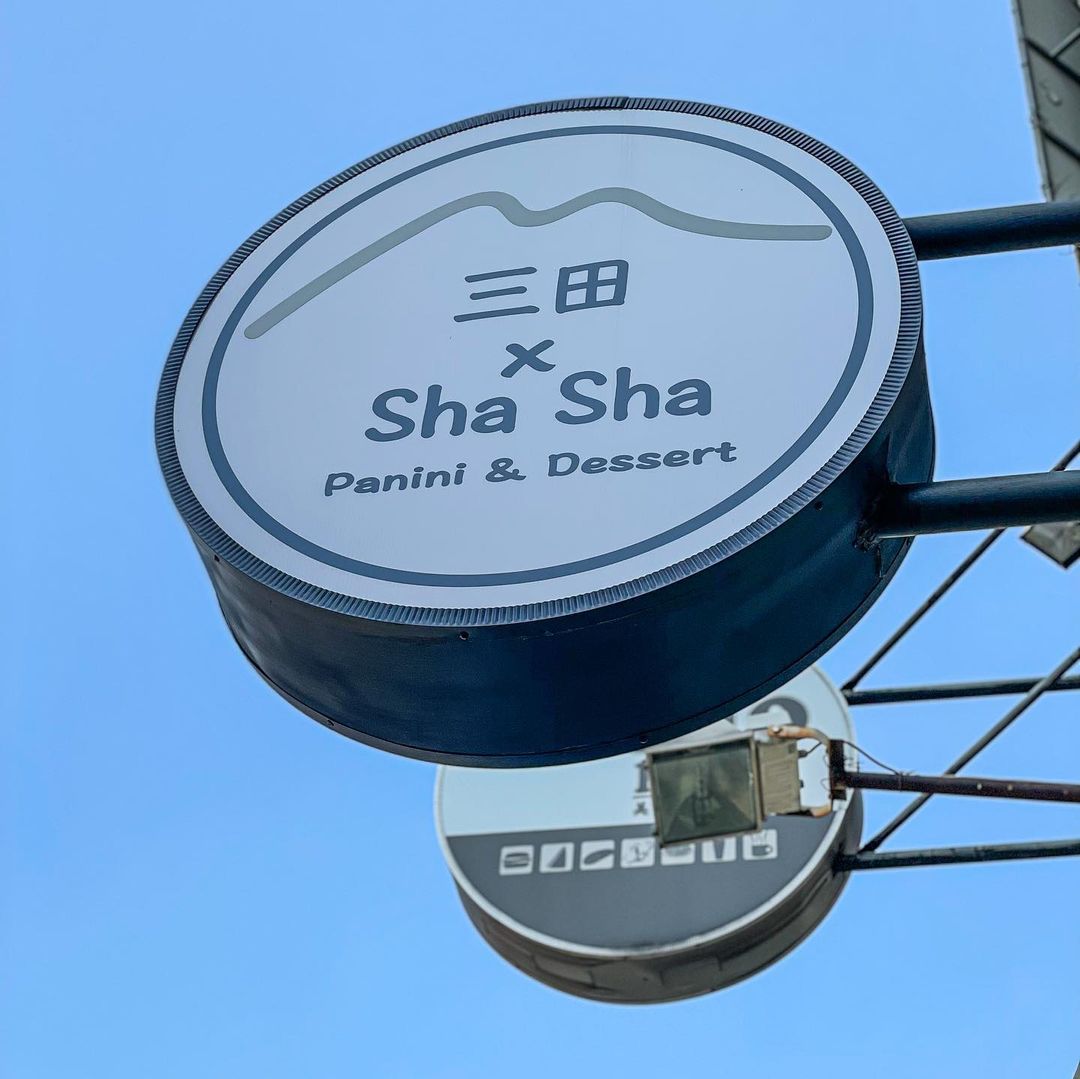 三田
×
Sha Sha
Panini & Dessert